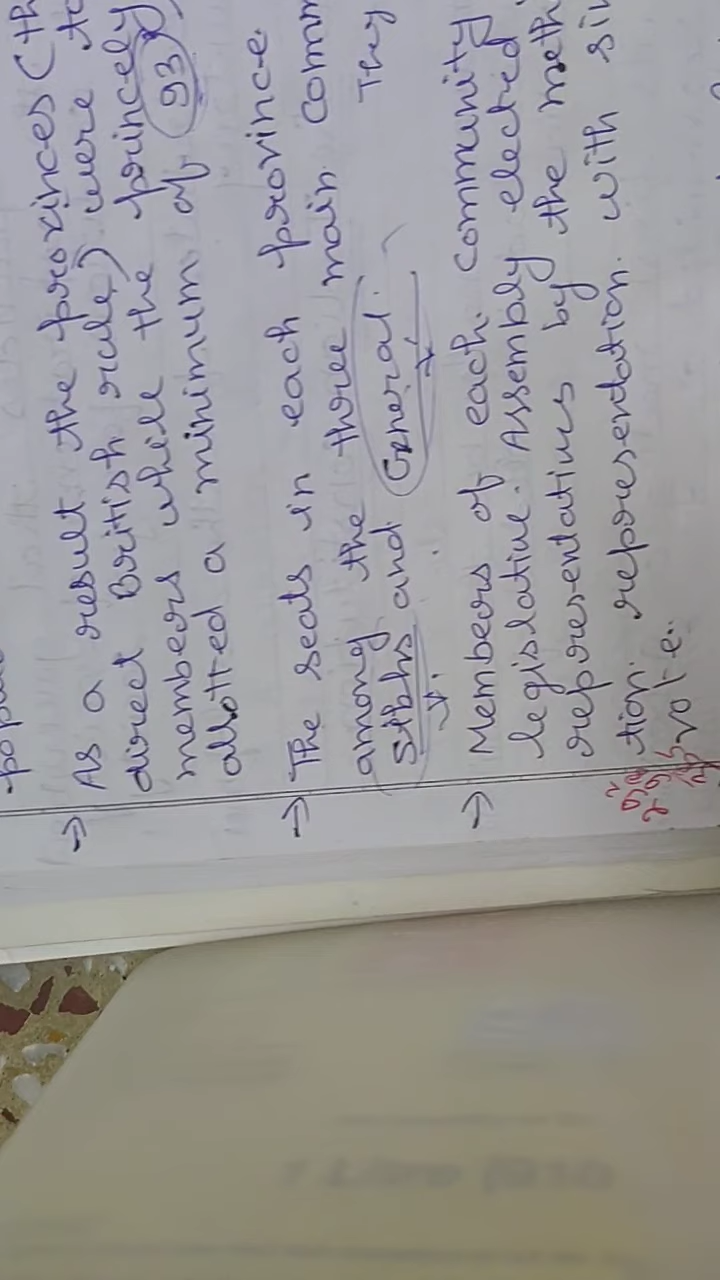 As a result the provinces (th
direct British rule) were to
members while the princely
allotted a minimum of 93
→ The seats in each province
among the three main comm
Sikhs and General. They
→ Members of each community
legislative Assembly elected
representatives by the meth
tion representation with sin
vote.